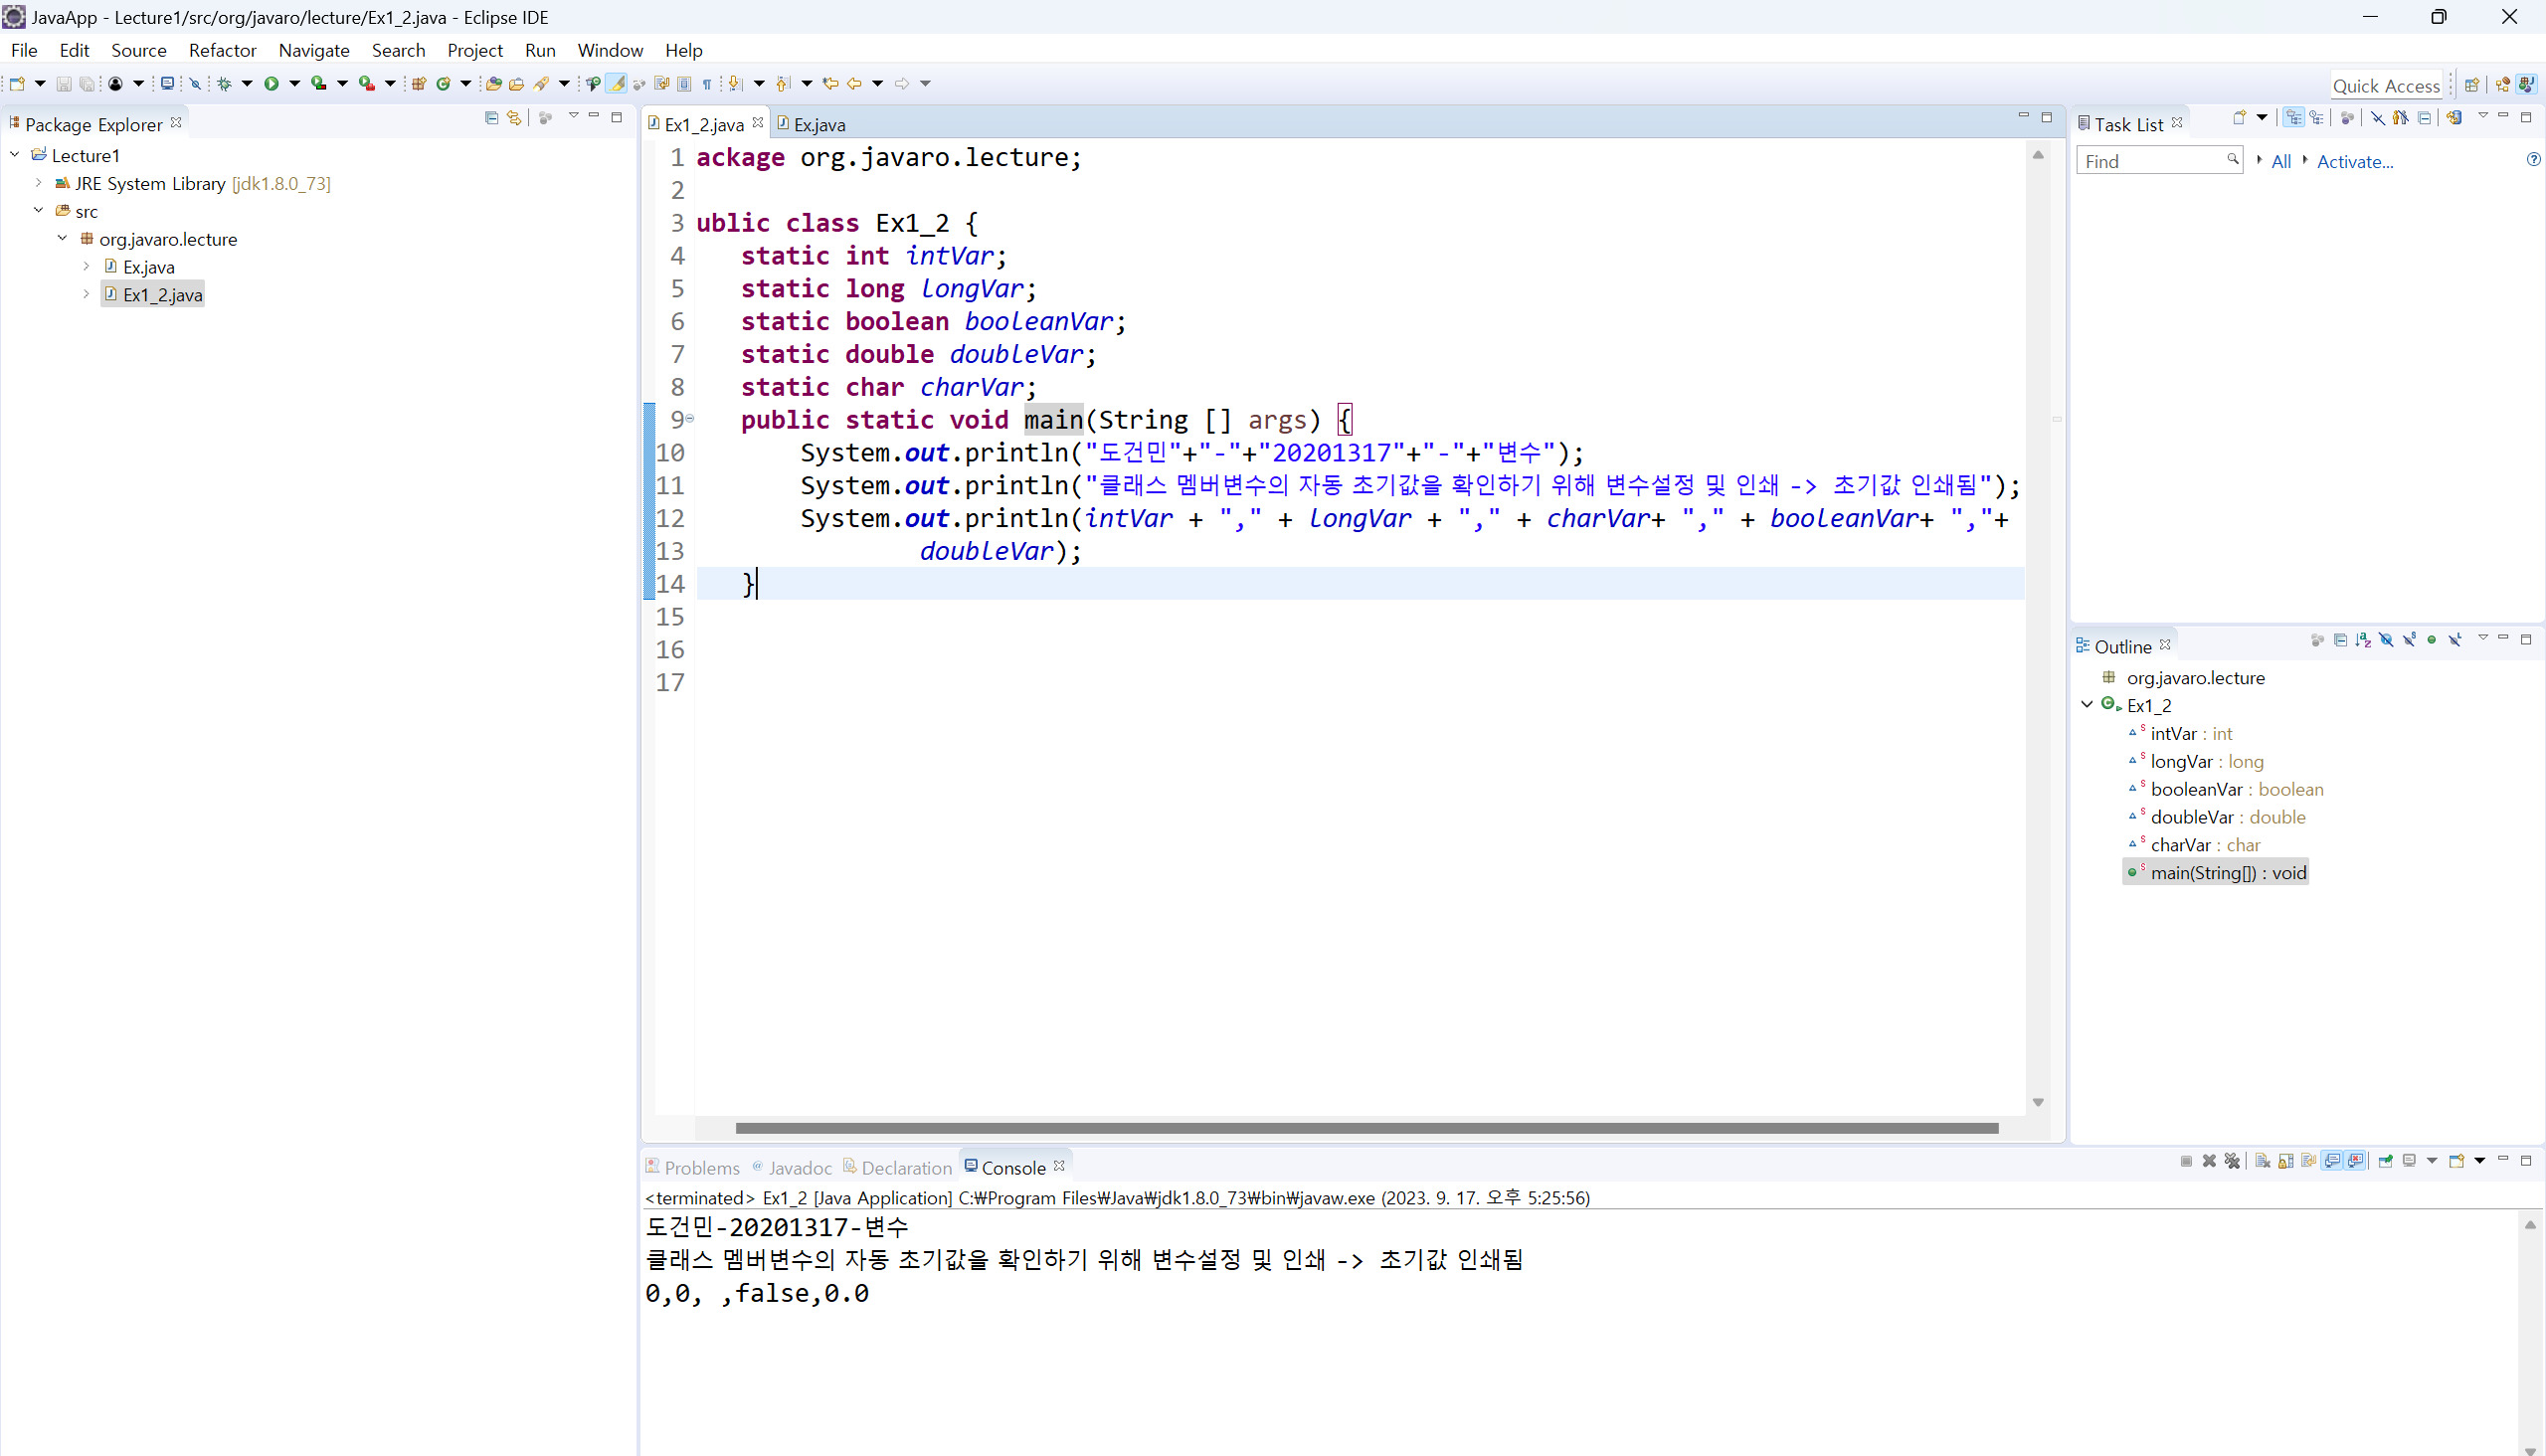 JavaApp - Lecture1/src/org/javaro/lecture/Ex1_2.java - Eclipse IDE
File Edit Source Refactor Navigate Search Project Run Window Help
Quick Access
Package Explorer
Lecture1
JRE System Library [jdk1.8.0_73]
src
org.javaro.lecture
Ex.java
Ex1_2.java
Ex1_2.java Ex.java
1 ackage org.javaro.lecture;
2
3 ublic class Ex1_2 {
4 static int intVar;
5 static long longVar;
6 static boolean booleanVar;
7 static double doubleVar;
8 static char charVar;
9 public static void main(String [] args) {
10 System.out.println("도건민"+"-"+"20201317"+"-"+"변수");
11 System.out.println("클래스 멤버변수의 자동 초기값을 확인하기 위해 변수설정 및 인쇄 -> 초기값 인쇄됨");
12 System.out.println(intVar + "," + longVar + "," + charVar+ "," + booleanVar+ ","+
13 doubleVar);
14 }
15
16
17
Task List
Find All Activate...
Outline
org.javaro.lecture
Ex1_2
intVar : int
longVar : long
booleanVar : boolean
doubleVar : double
charVar : char
main(String[]) : void
Problems Javadoc Declaration Console
<terminated> Ex1_2 [Java Application] C:₩Program Files₩Java₩jdk1.8.0_73₩bin₩javaw.exe (2023. 9. 17. 오후 5:25:56)
도건민-20201317-변수
클래스 멤버변수의 자동 초기값을 확인하기 위해 변수설정 및 인쇄 -> 초기값 인쇄됨
0,0, ,false,0.0